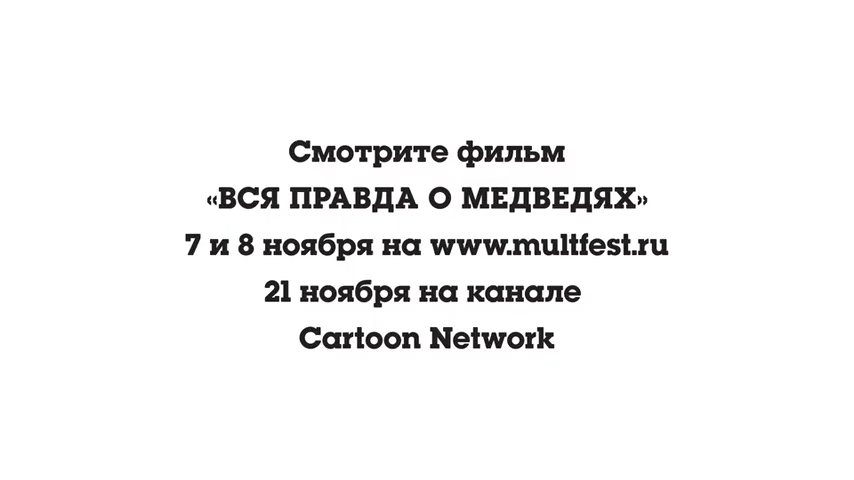 Смотрите фильм
«ВСЯ ПРАВДА О МЕДВЕДЯХ»
7 и 8 ноября на www.multfest.ru
21 ноября на канале
Cartoon Network